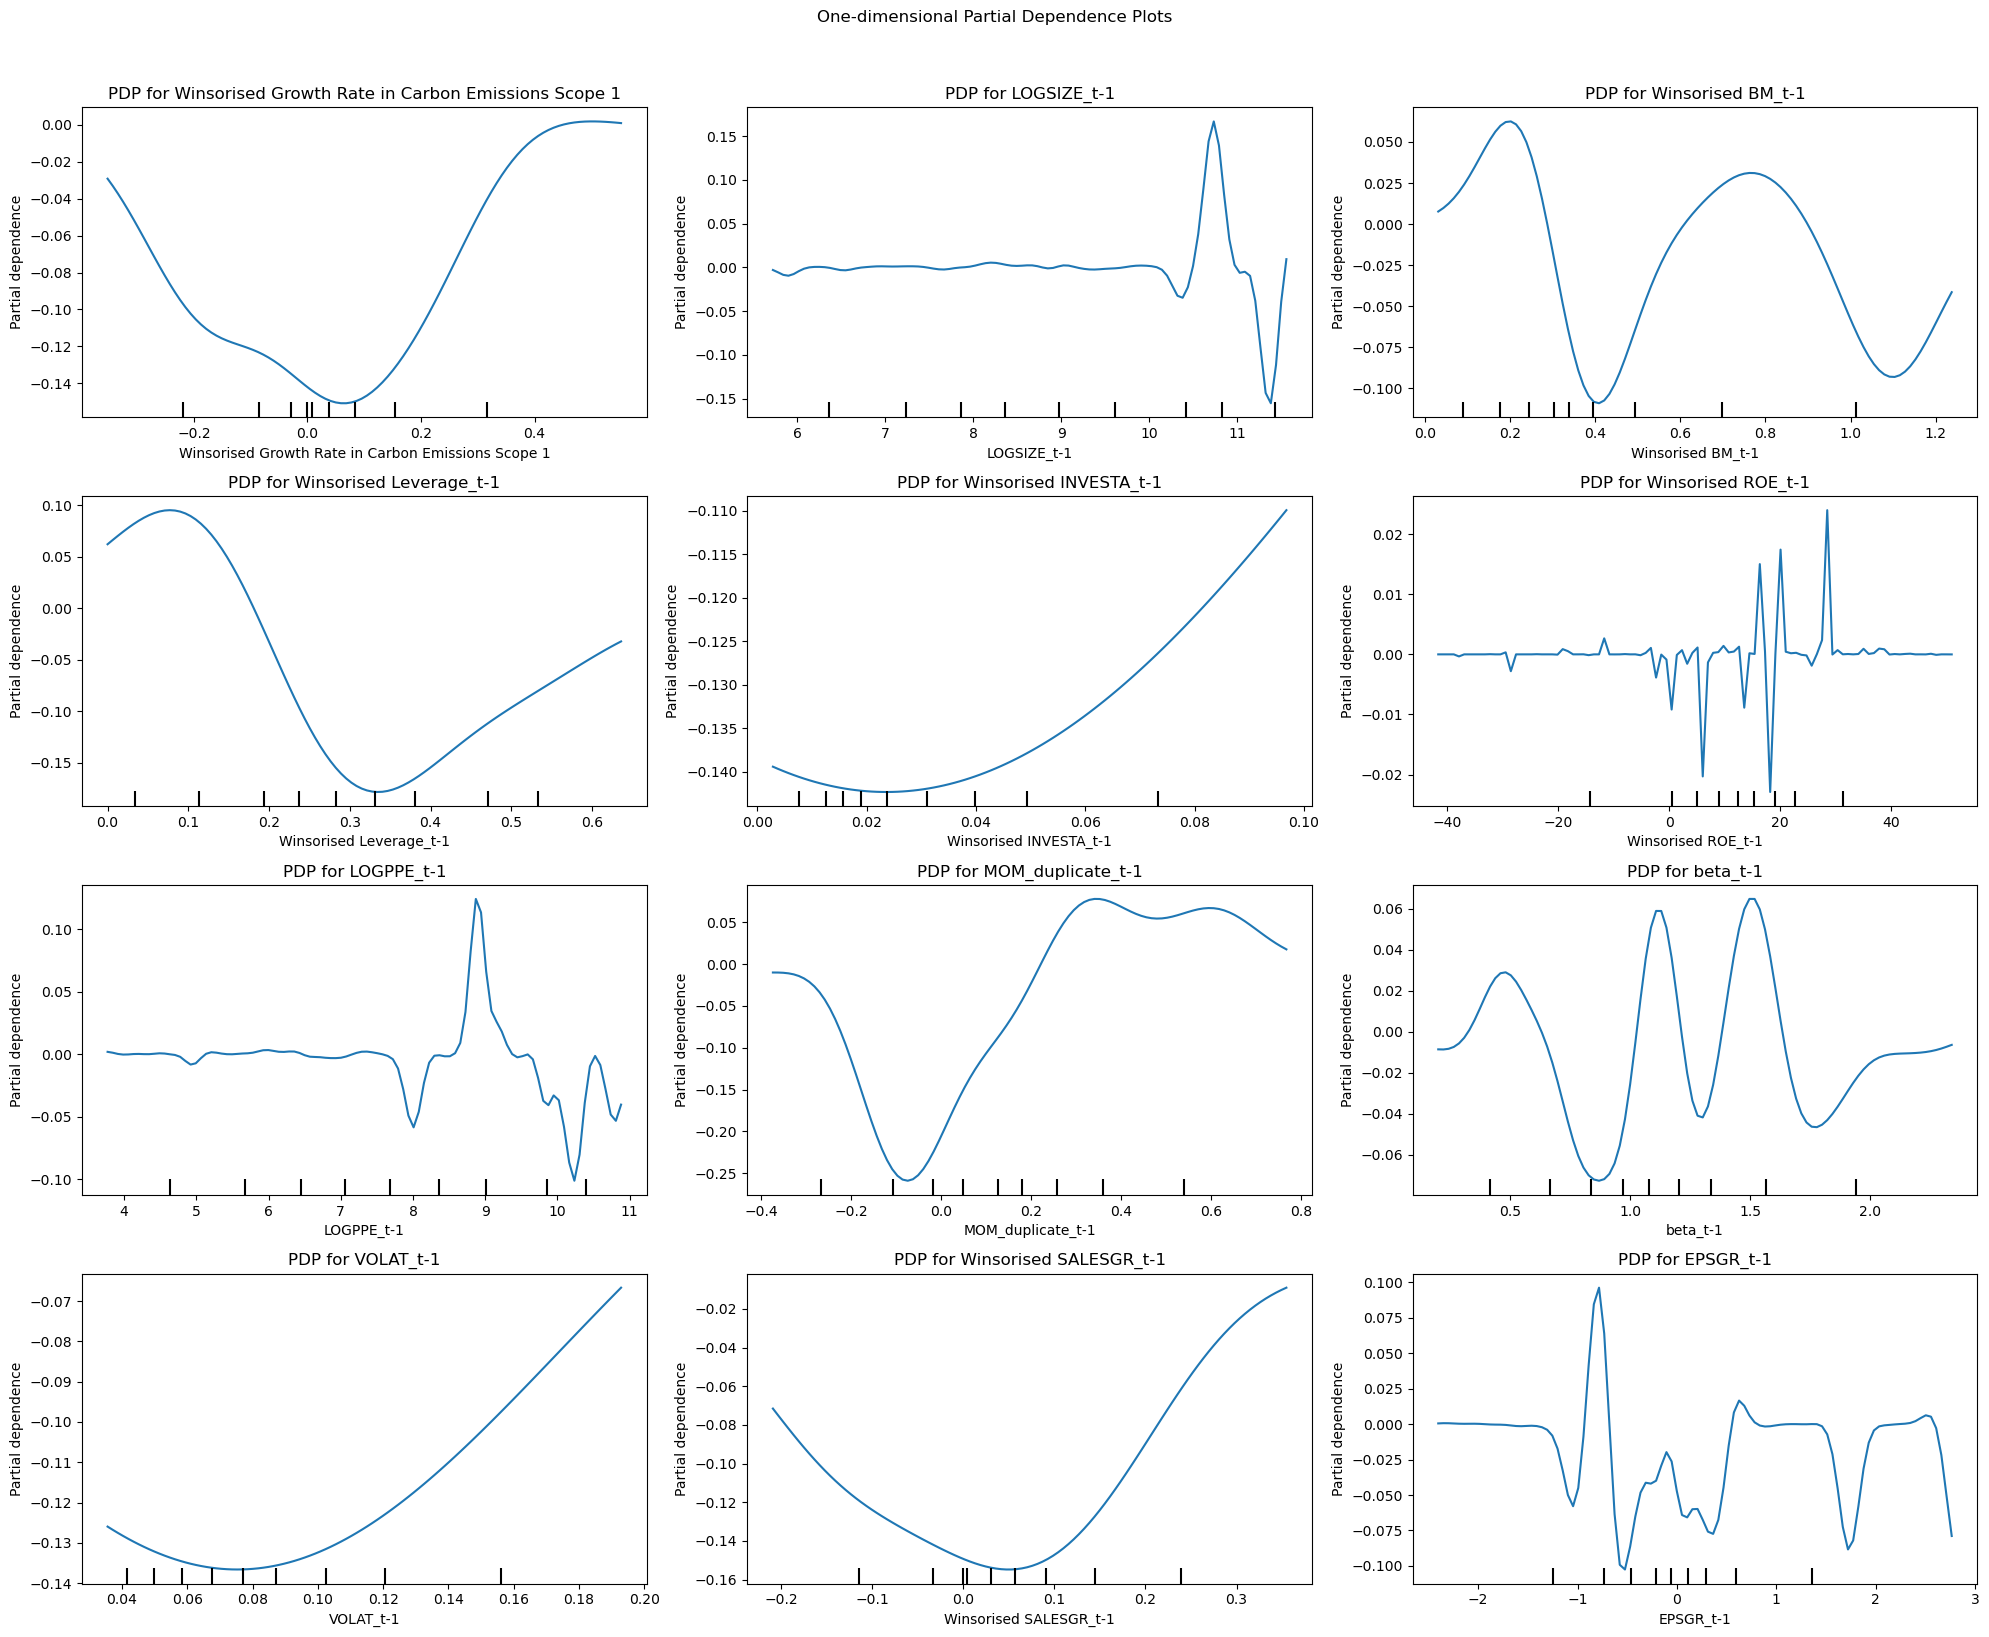 One-dimensional Partial Dependence Plots
PDP for Winsorised Growth Rate in Carbon Emissions Scope 1
Partial dependence
0.00
−0.02
−0.04
−0.06
−0.08
−0.10
−0.12
−0.14
−0.2 0.0 0.2 0.4
Winsorised Growth Rate in Carbon Emissions Scope 1
PDP for LOGSIZE_t-1
Partial dependence
0.15
0.10
0.05
0.00
−0.05
−0.10
−0.15
6 7 8 9 10 11
LOGSIZE_t-1
PDP for Winsorised BM_t-1
Partial dependence
0.050
0.025
0.000
−0.025
−0.050
−0.075
−0.100
0.0 0.2 0.4 0.6 0.8 1.0 1.2
Winsorised BM_t-1
PDP for Winsorised Leverage_t-1
Partial dependence
0.10
0.05
0.00
−0.05
−0.10
−0.15
0.0 0.1 0.2 0.3 0.4 0.5 0.6
Winsorised Leverage_t-1
PDP for Winsorised INVESTA_t-1
Partial dependence
−0.110
−0.115
−0.120
−0.125
−0.130
−0.135
−0.140
0.00 0.02 0.04 0.06 0.08 0.10
Winsorised INVESTA_t-1
PDP for Winsorised ROE_t-1
Partial dependence
0.02
0.01
0.00
−0.01
−0.02
−40 −20 0 20 40
Winsorised ROE_t-1
PDP for LOGPPE_t-1
Partial dependence
0.10
0.05
0.00
−0.05
−0.10
4 5 6 7 8 9 10 11
LOGPPE_t-1
PDP for MOM_duplicate_t-1
Partial dependence
0.05
0.00
−0.05
−0.10
−0.15
−0.20
−0.25
−0.4 −0.2 0.0 0.2 0.4 0.6 0.8
MOM_duplicate_t-1
PDP for beta_t-1
Partial dependence
0.06
0.04
0.02
0.00
−0.02
−0.04
−0.06
0.5 1.0 1.5 2.0
beta_t-1
PDP for VOLAT_t-1
Partial dependence
−0.07
−0.08
−0.09
−0.10
−0.11
−0.12
−0.13
−0.14
0.04 0.06 0.08 0.10 0.12 0.14 0.16 0.18 0.20
VOLAT_t-1
PDP for Winsorised SALESGR_t-1
Partial dependence
−0.02
−0.04
−0.06
−0.08
−0.10
−0.12
−0.14
−0.16
−0.2 −0.1 0.0 0.1 0.2 0.3
Winsorised SALESGR_t-1
PDP for EPSGR_t-1
Partial dependence
0.100
0.075
0.050
0.025
0.000
−0.025
−0.050
−0.075
−0.100
−2 −1 0 1 2 3
EPSGR_t-1